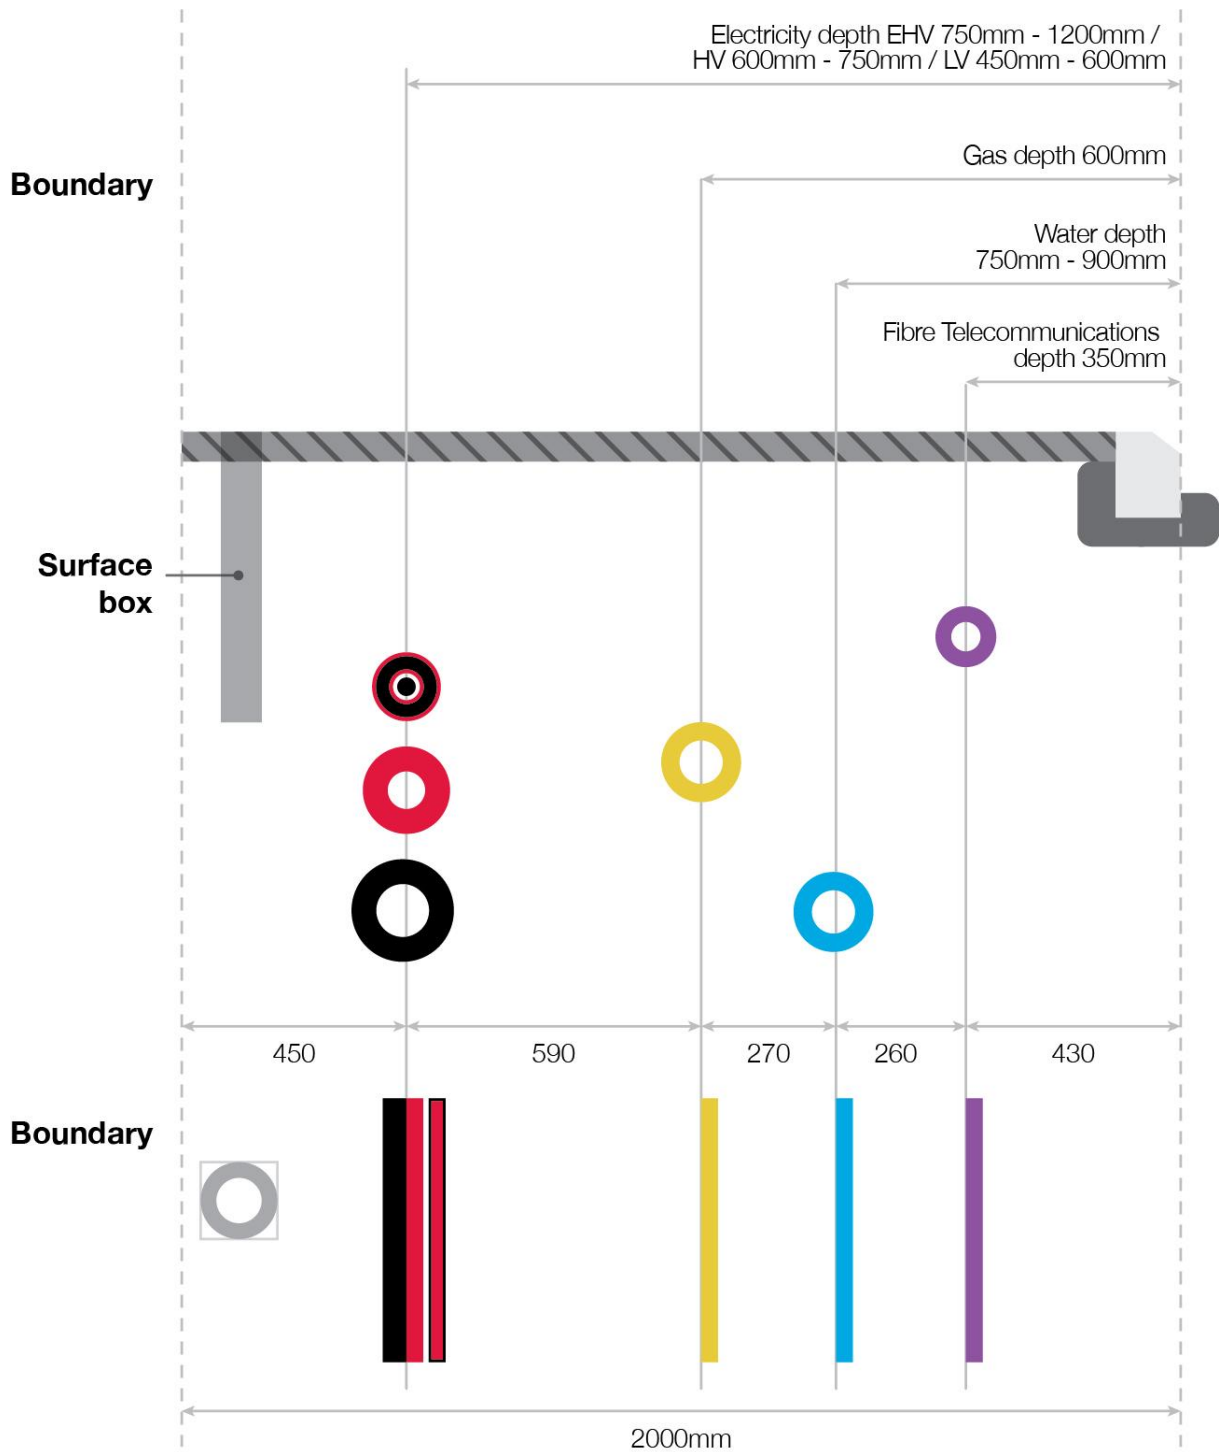 Electricity depth EHV 750mm - 1200mm /
HV 600mm - 750mm / LV 450mm - 600mm
Gas depth 600mm
Boundary
Water depth
750mm - 900mm
Fibre Telecommunications
depth 350mm
Surface
box
450
590
270
260
430
Boundary
2000mm